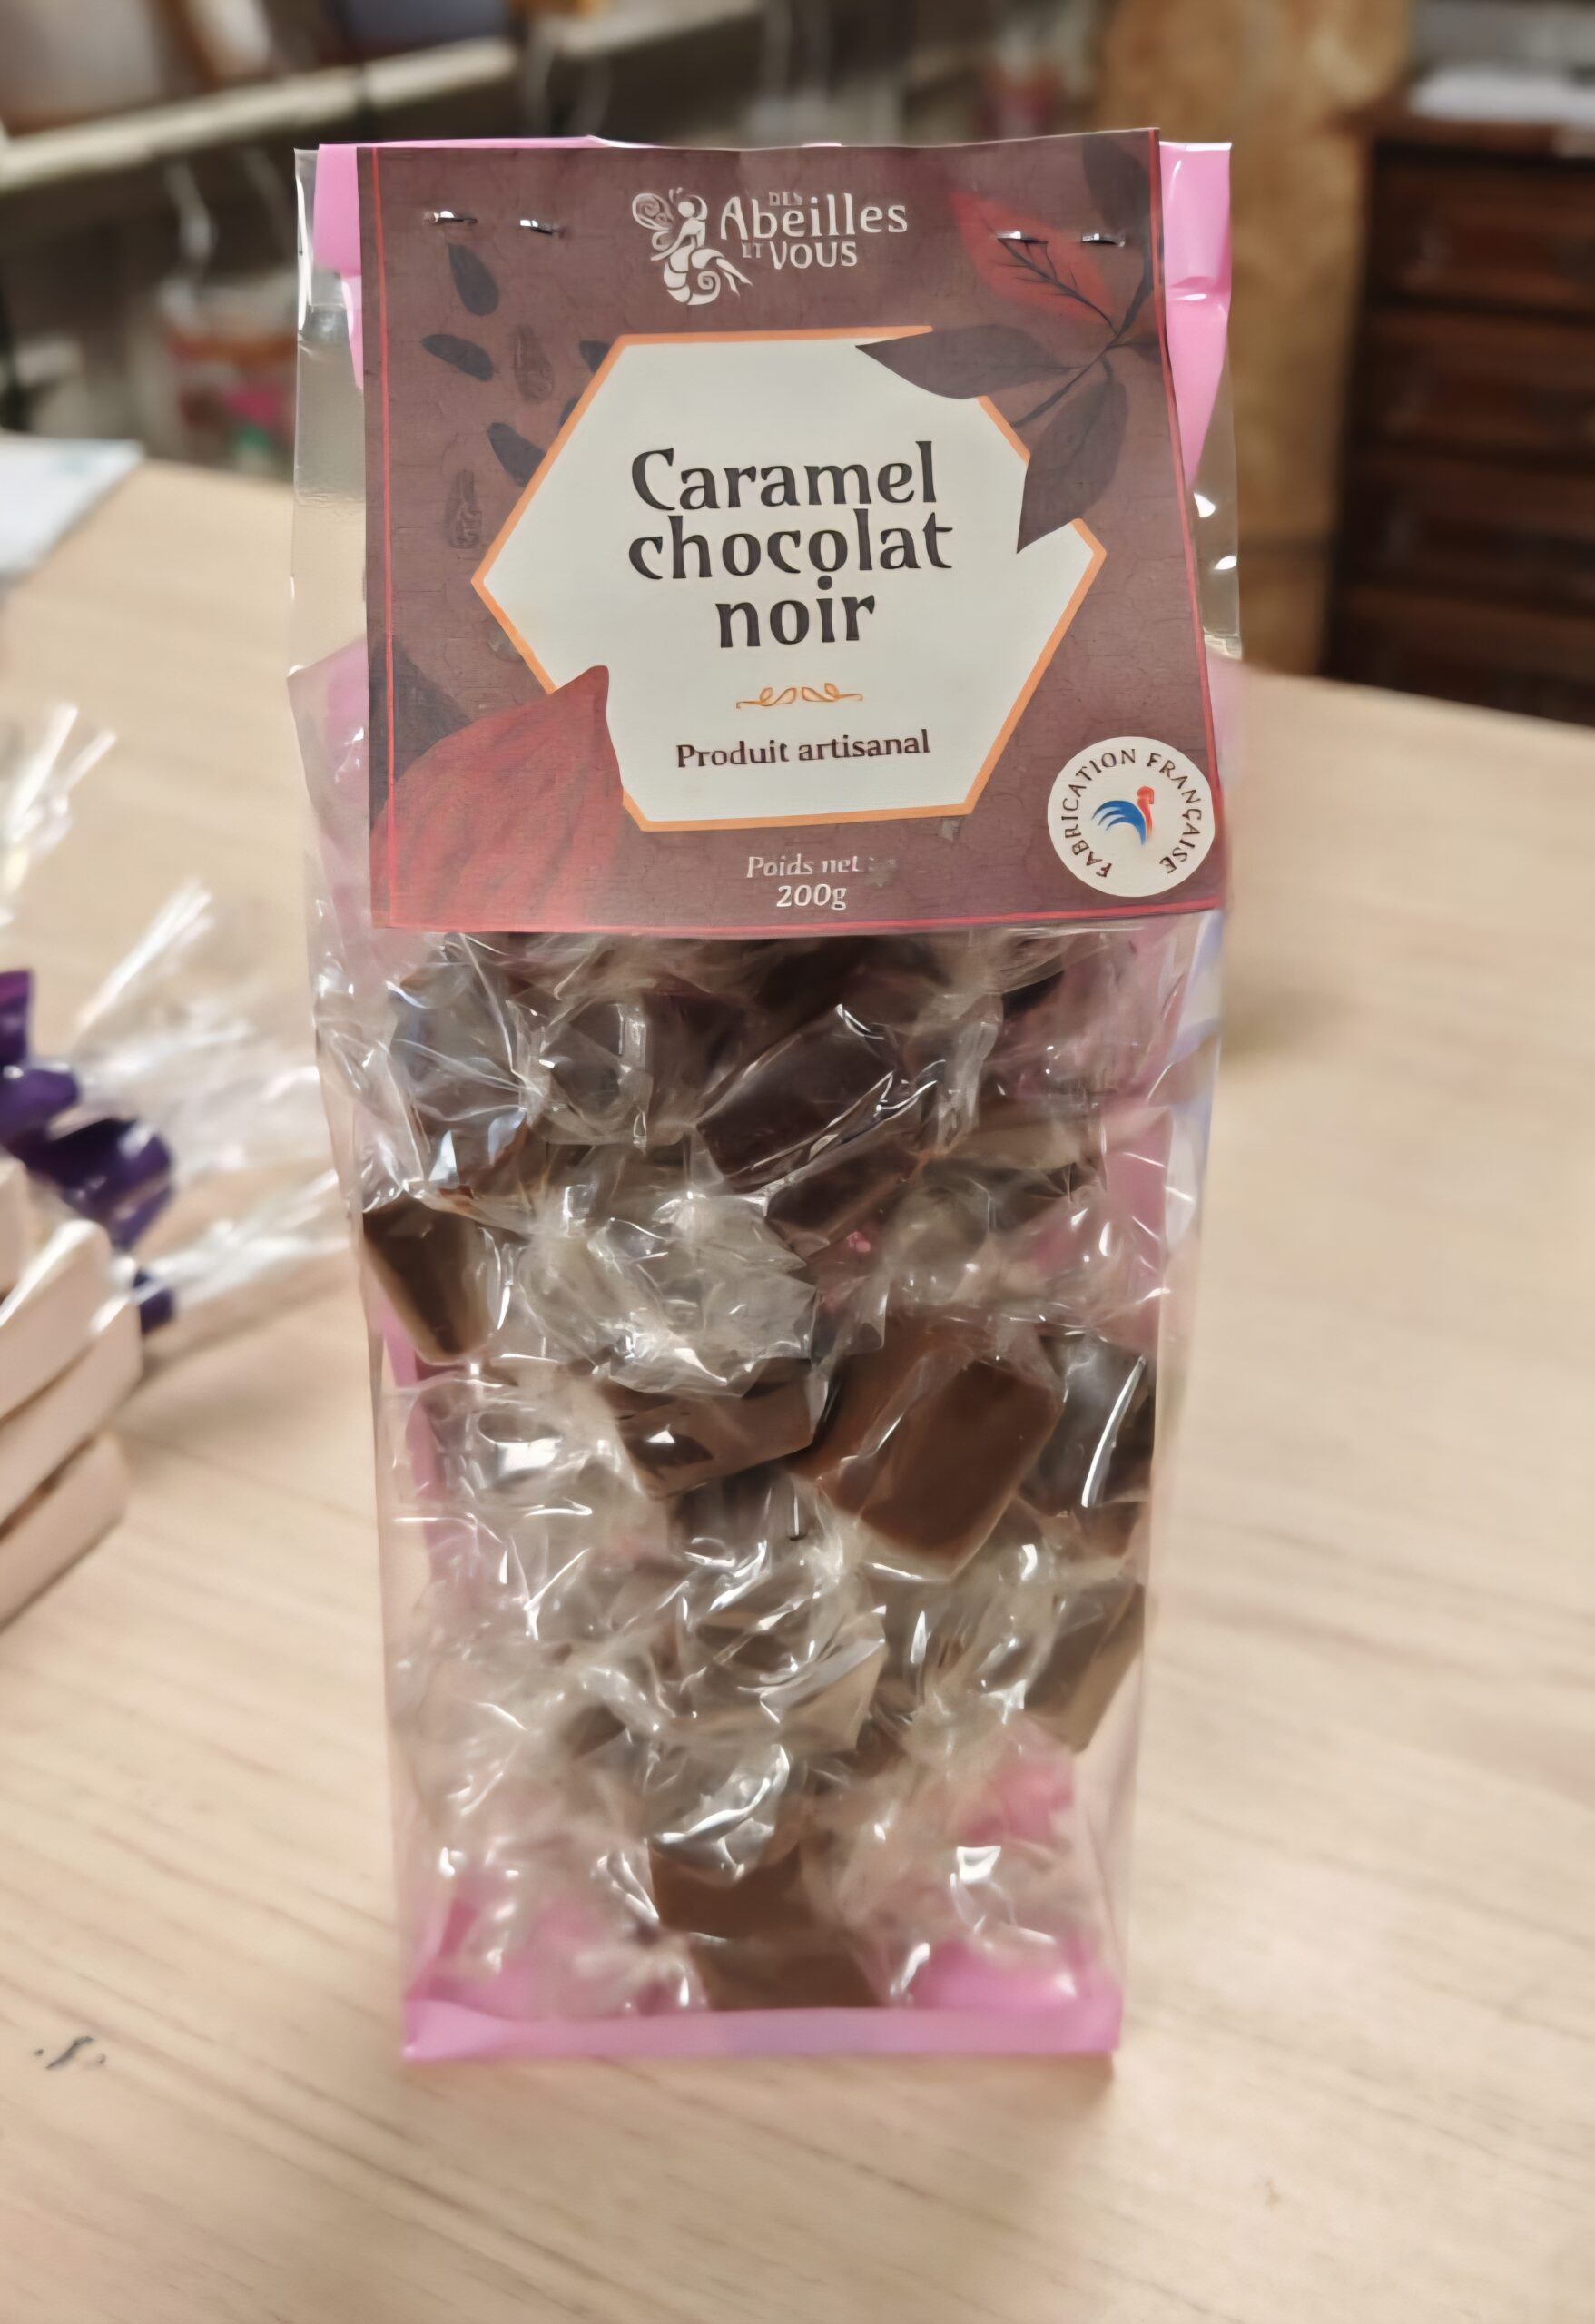 DES
Abeilles
ET VOUS
Caramel
chocolat
noir
Produit artisanal
FABRICATION FRANÇAISE
Poids net :
200g